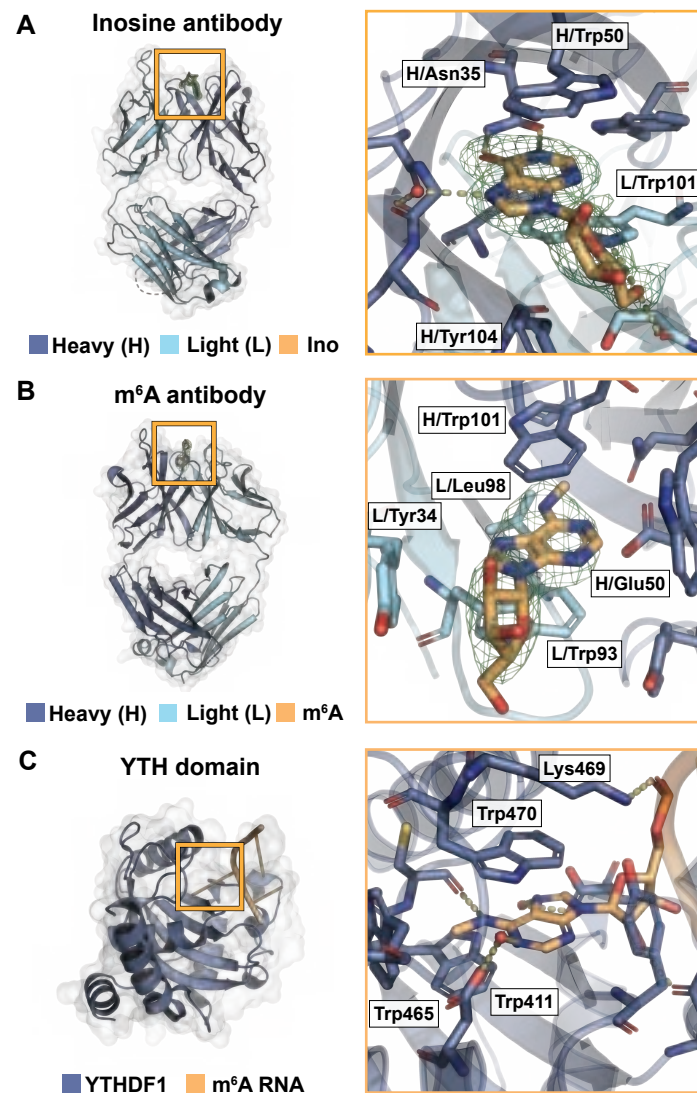 A
Inosine antibody
H/Trp50
H/Asn35
L/Trp101
H/Tyr104
Heavy (H) Light (L) Ino
B
m⁶A antibody
H/Trp101
L/Leu98
L/Tyr34
H/Glu50
L/Trp93
Heavy (H) Light (L) m⁶A
C
YTH domain
Lys469
Trp470
Trp411
Trp465
YTHDF1 m⁶A RNA